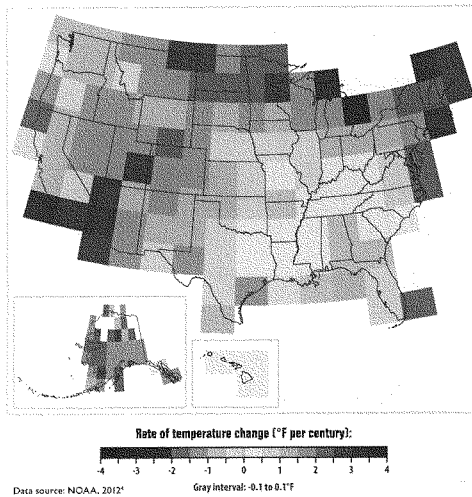 Rate of temperature change (°F per century):
-4 -3 -2 -1 0 1 2 3 4
Gray interval: -0.1 to 0.1°F
Data source: NOAA, 2012⁴